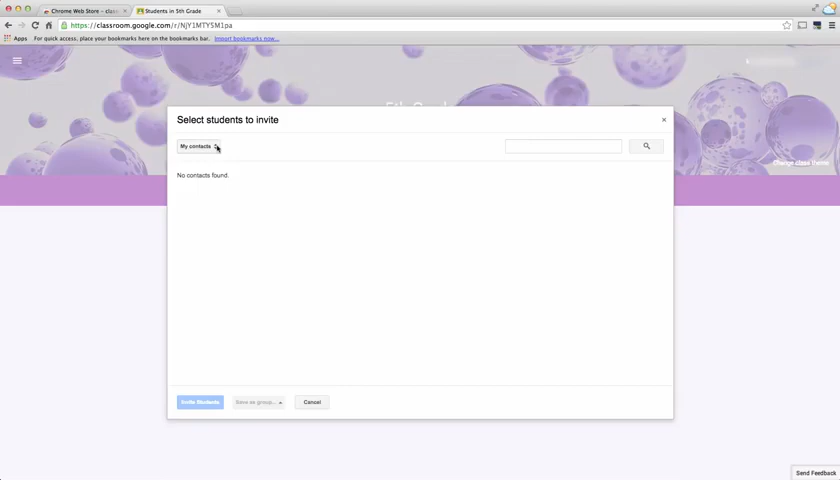 Chrome Web Store - class
Students in 5th Grade
https://classroom.google.com/r/NjY1MTY5M1pa
Apps For quick access, place your bookmarks here on the bookmarks bar. Import bookmarks now...
5th Grade
Select students to invite
My contacts
Change class theme
No contacts found.
Invite Students Save as group... Cancel
Send Feedback